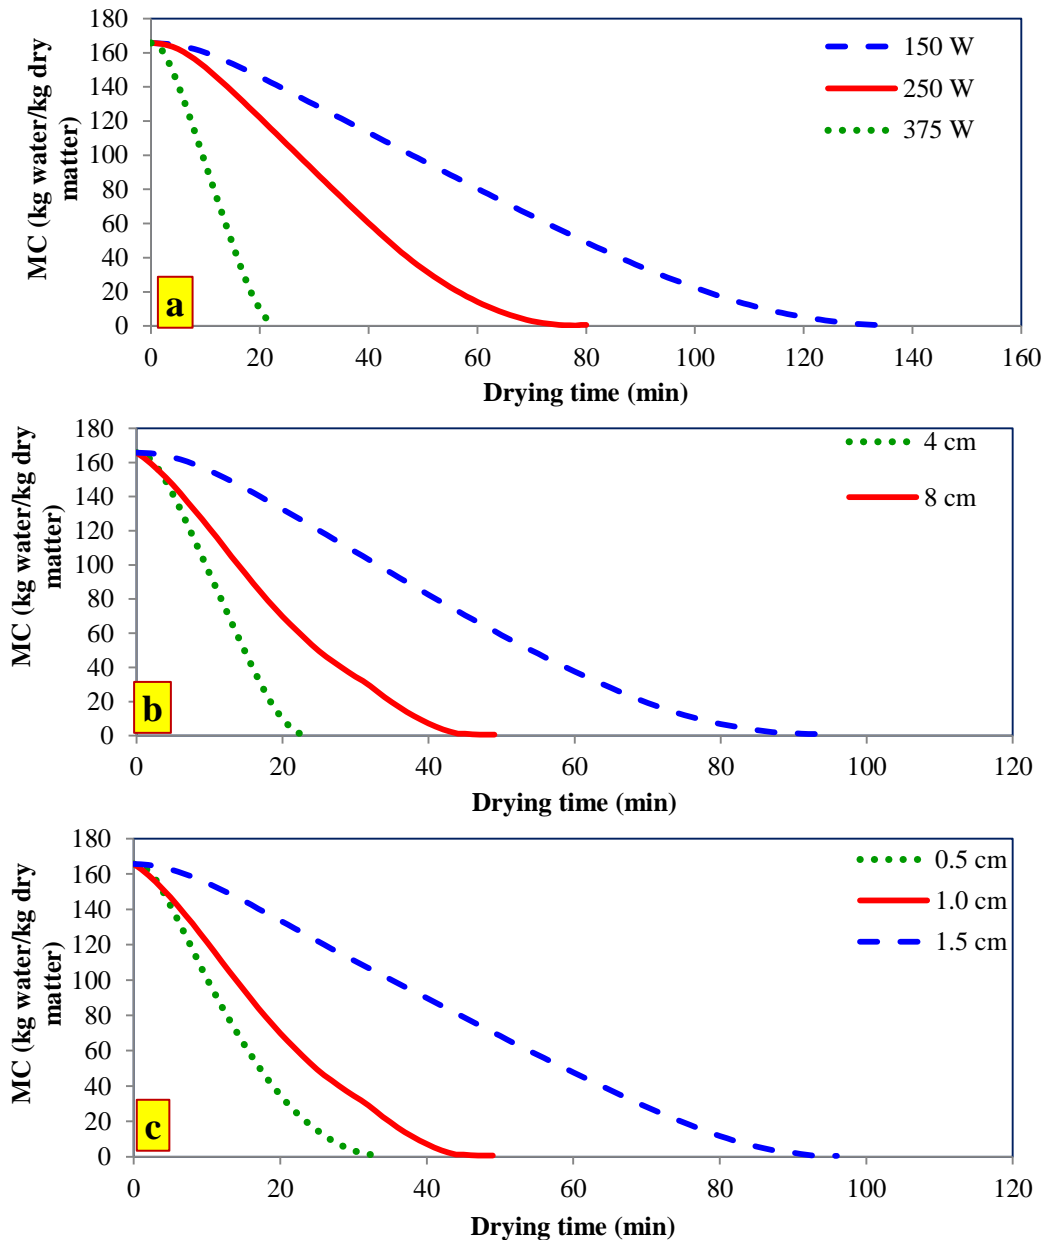 180
160
140
120
100
80
60
40
20
0
MC (kg water/kg dry
matter)
150 W
250 W
375 W
a
0 20 40 60 80 100 120 140 160
Drying time (min)
180
160
140
120
100
80
60
40
20
0
MC (kg water/kg dry
matter)
4 cm
8 cm
b
0 20 40 60 80 100 120
Drying time (min)
180
160
140
120
100
80
60
40
20
0
MC (kg water/kg dry
matter)
0.5 cm
1.0 cm
1.5 cm
c
0 20 40 60 80 100 120
Drying time (min)